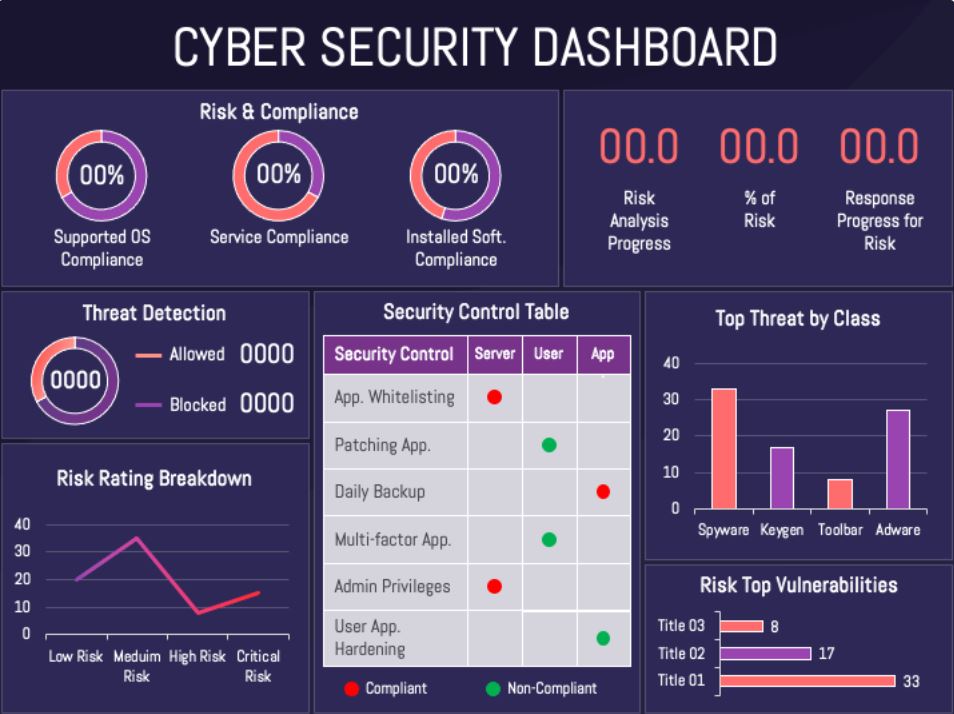 CYBER SECURITY DASHBOARD
Risk & Compliance
00%
00%
00%
Supported OS
Compliance
Service Compliance
Installed Soft.
Compliance
00.0
00.0
00.0
Risk
Analysis
Progress
% of
Risk
Response
Progress for
Risk
Threat Detection
0000
Allowed 0000
Blocked 0000
Risk Rating Breakdown
40
30
20
10
0
Low Risk
Meduim
Risk
High Risk
Critical
Risk
Security Control Table
Security Control Server User App
App. Whitelisting
Patching App.
Daily Backup
Multi-factor App.
Admin Privileges
User App.
Hardening
Compliant
Non-Compliant
Top Threat by Class
40
30
20
10
0
Spyware Keygen Toolbar Adware
Risk Top Vulnerabilities
Title 03 8
Title 02 17
Title 01 33